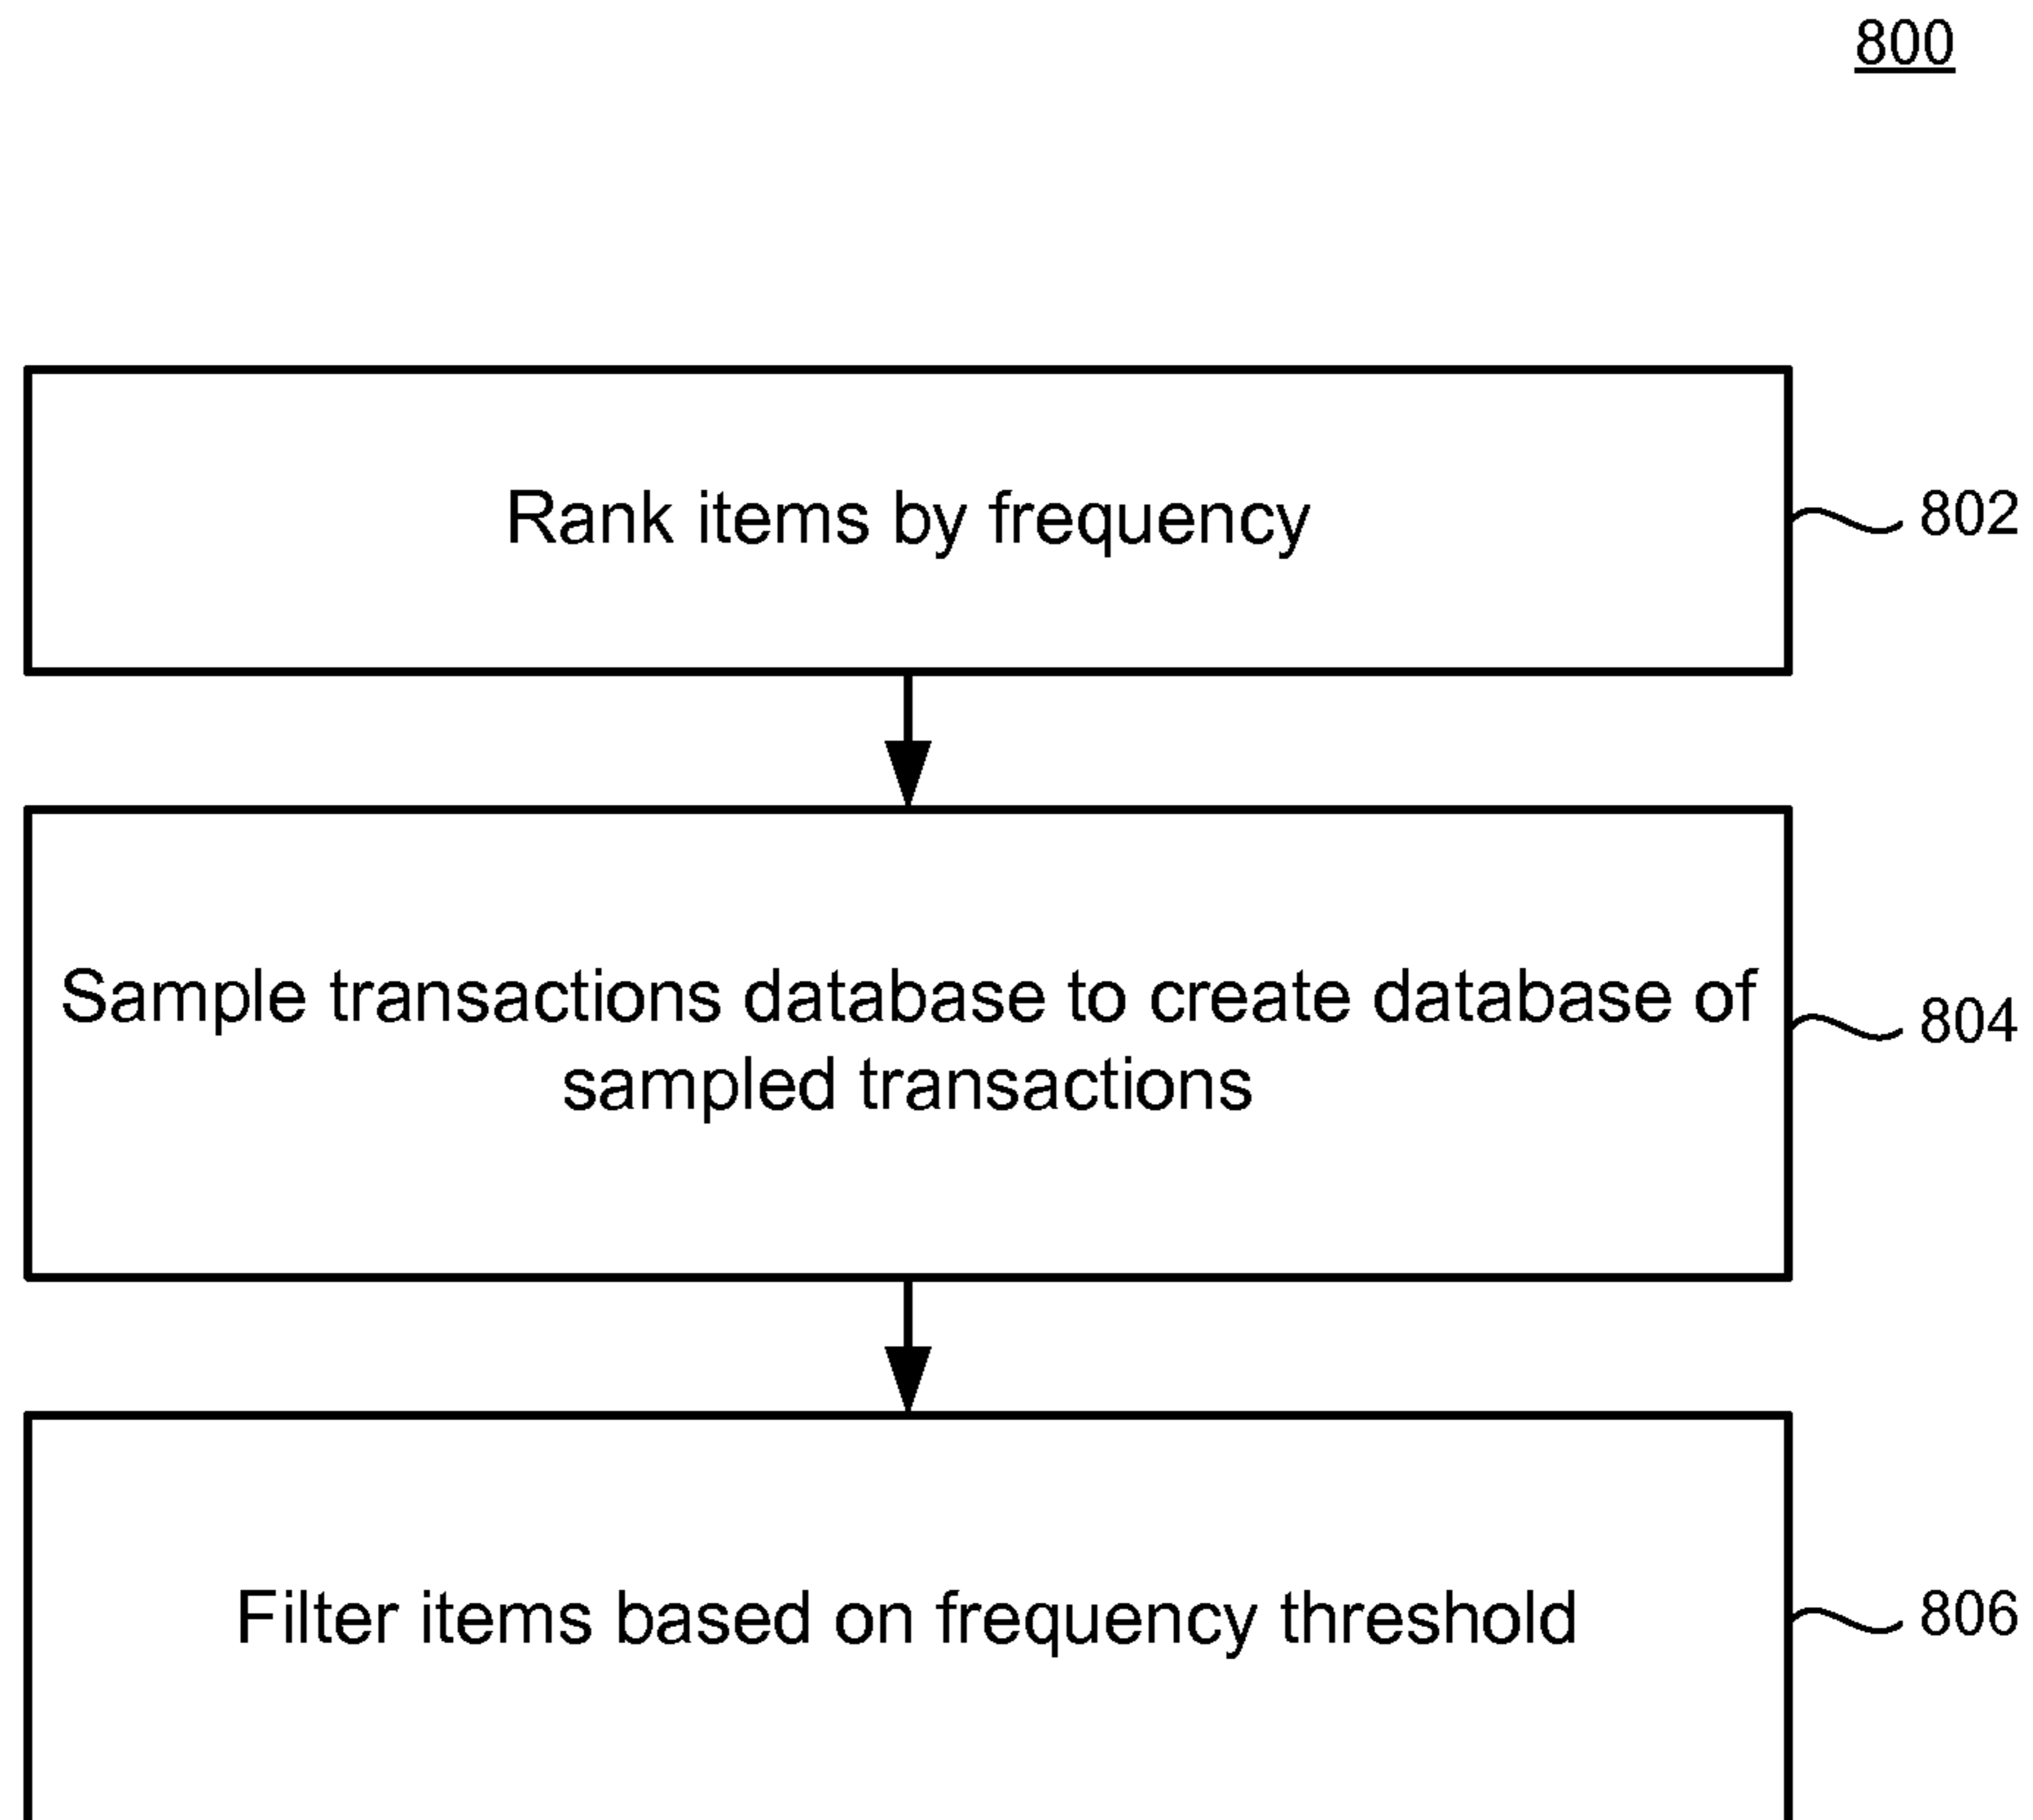 800
Rank items by frequency
802
Sample transactions database to create database of
sampled transactions
804
Filter items based on frequency threshold
806